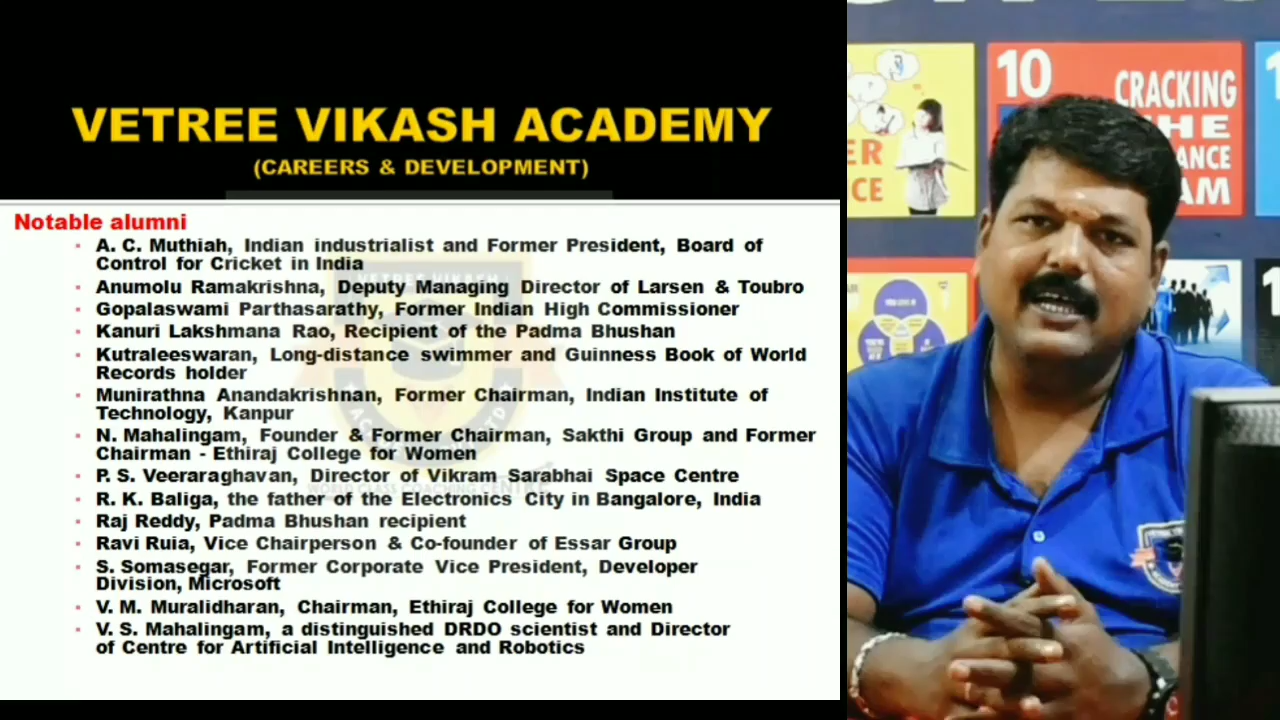 VETREE VIKASH ACADEMY
(CAREERS & DEVELOPMENT)
Notable alumni
A. C. Muthiah, Indian industrialist and Former President, Board of
Control for Cricket in India
Anumolu Ramakrishna, Deputy Managing Director of Larsen & Toubro
Gopalaswami Parthasarathy, Former Indian High Commissioner
Kanuri Lakshmana Rao, Recipient of the Padma Bhushan
Kutraleeswaran, Long-distance swimmer and Guinness Book of World
Records holder
Munirathna Anandakrishnan, Former Chairman, Indian Institute of
Technology, Kanpur
N. Mahalingam, Founder & Former Chairman, Sakthi Group and Former
Chairman - Ethiraj College for Women
P. S. Veeraraghavan, Director of Vikram Sarabhai Space Centre
R. K. Baliga, the father of the Electronics City in Bangalore, India
Raj Reddy, Padma Bhushan recipient
Ravi Ruia, Vice Chairperson & Co-founder of Essar Group
S. Somasegar, Former Corporate Vice President, Developer
Division, Microsoft
V. M. Muralidharan, Chairman, Ethiraj College for Women
V. S. Mahalingam, a distinguished DRDO scientist and Director
of Centre for Artificial Intelligence and Robotics
VETREE VIKASH
WORLD CLASS COACHING CENTRE
10
CRACKING